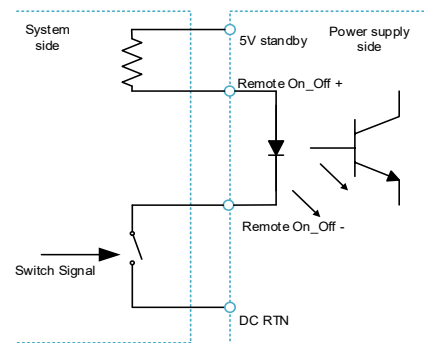 System
side
5V standby
Power supply
side
Remote On_Off +
Remote On_Off -
Switch Signal
DC RTN